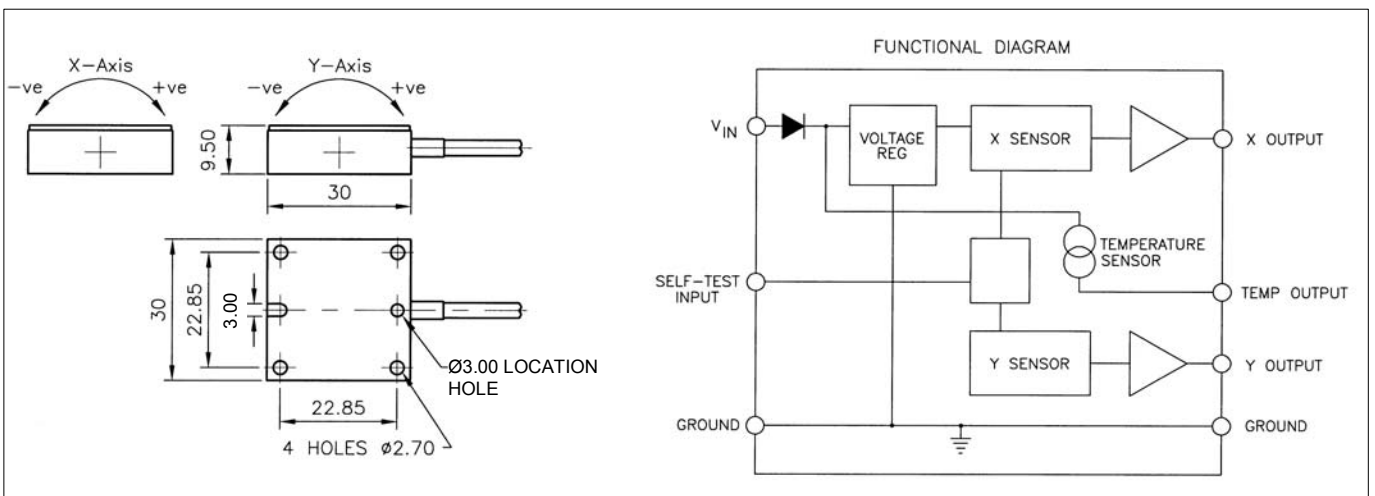 X-Axis
-ve
+ve
Y-Axis
-ve
+ve
9.50
30
30
22.85
3.00
Ø3.00 LOCATION
HOLE
22.85
4 HOLES ø2.70
FUNCTIONAL DIAGRAM
VIN
VOLTAGE
REG
X SENSOR
X OUTPUT
TEMPERATURE
SENSOR
SELF-TEST
INPUT
TEMP OUTPUT
Y SENSOR
Y OUTPUT
GROUND
GROUND